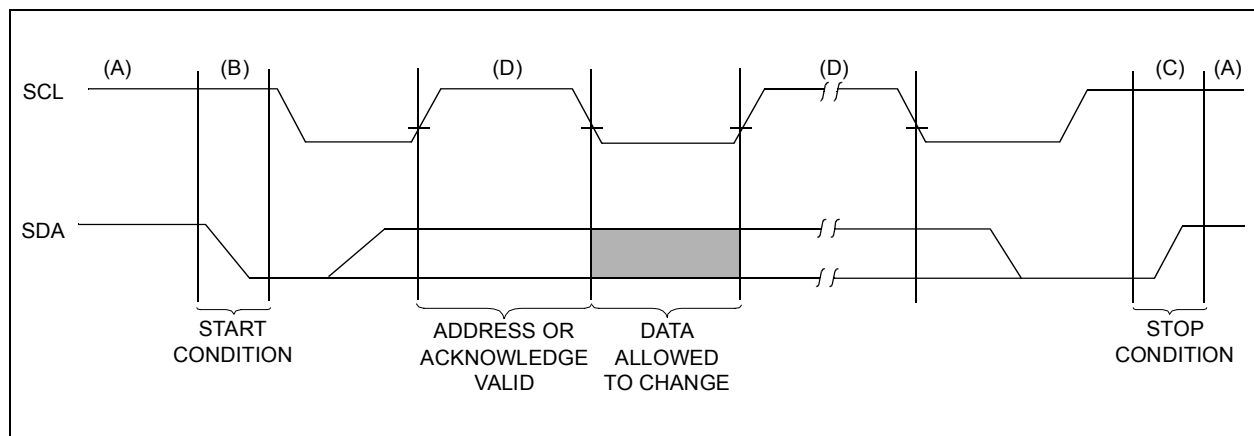 (A) (B) (D) (D) (C) (A)
SCL
SDA
START
CONDITION
ADDRESS OR
ACKNOWLEDGE
VALID
DATA
ALLOWED
TO CHANGE
STOP
CONDITION